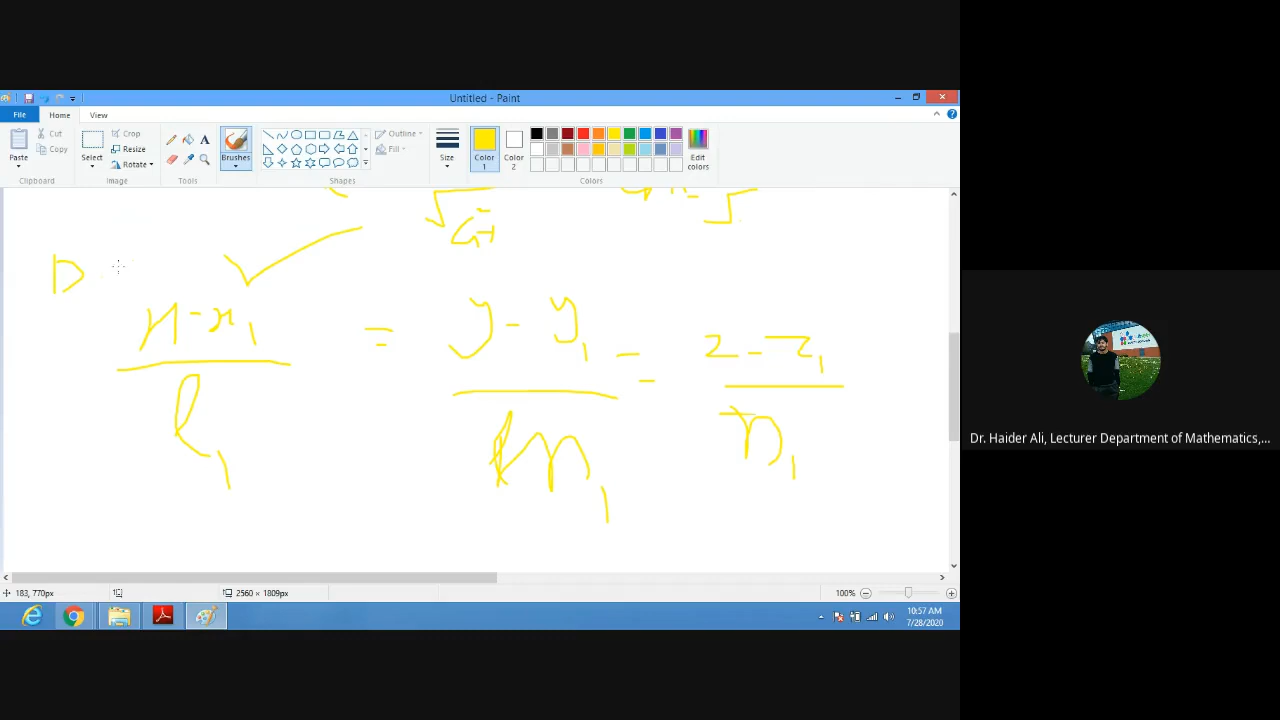 Untitled - Paint
File Home View
Paste Cut Copy Select Crop Resize Rotate Brushes Outline Fill Size Color 1 Color 2 Edit colors
Clipboard Image Tools Shapes Colors
D
x - x1 / l1 = y - y1 / m1 = z - z1 / n1
Dr. Haider Ali, Lecturer Department of Mathematics,...
183, 770px 2560 × 1809px 100%
10:57 AM
7/28/2020